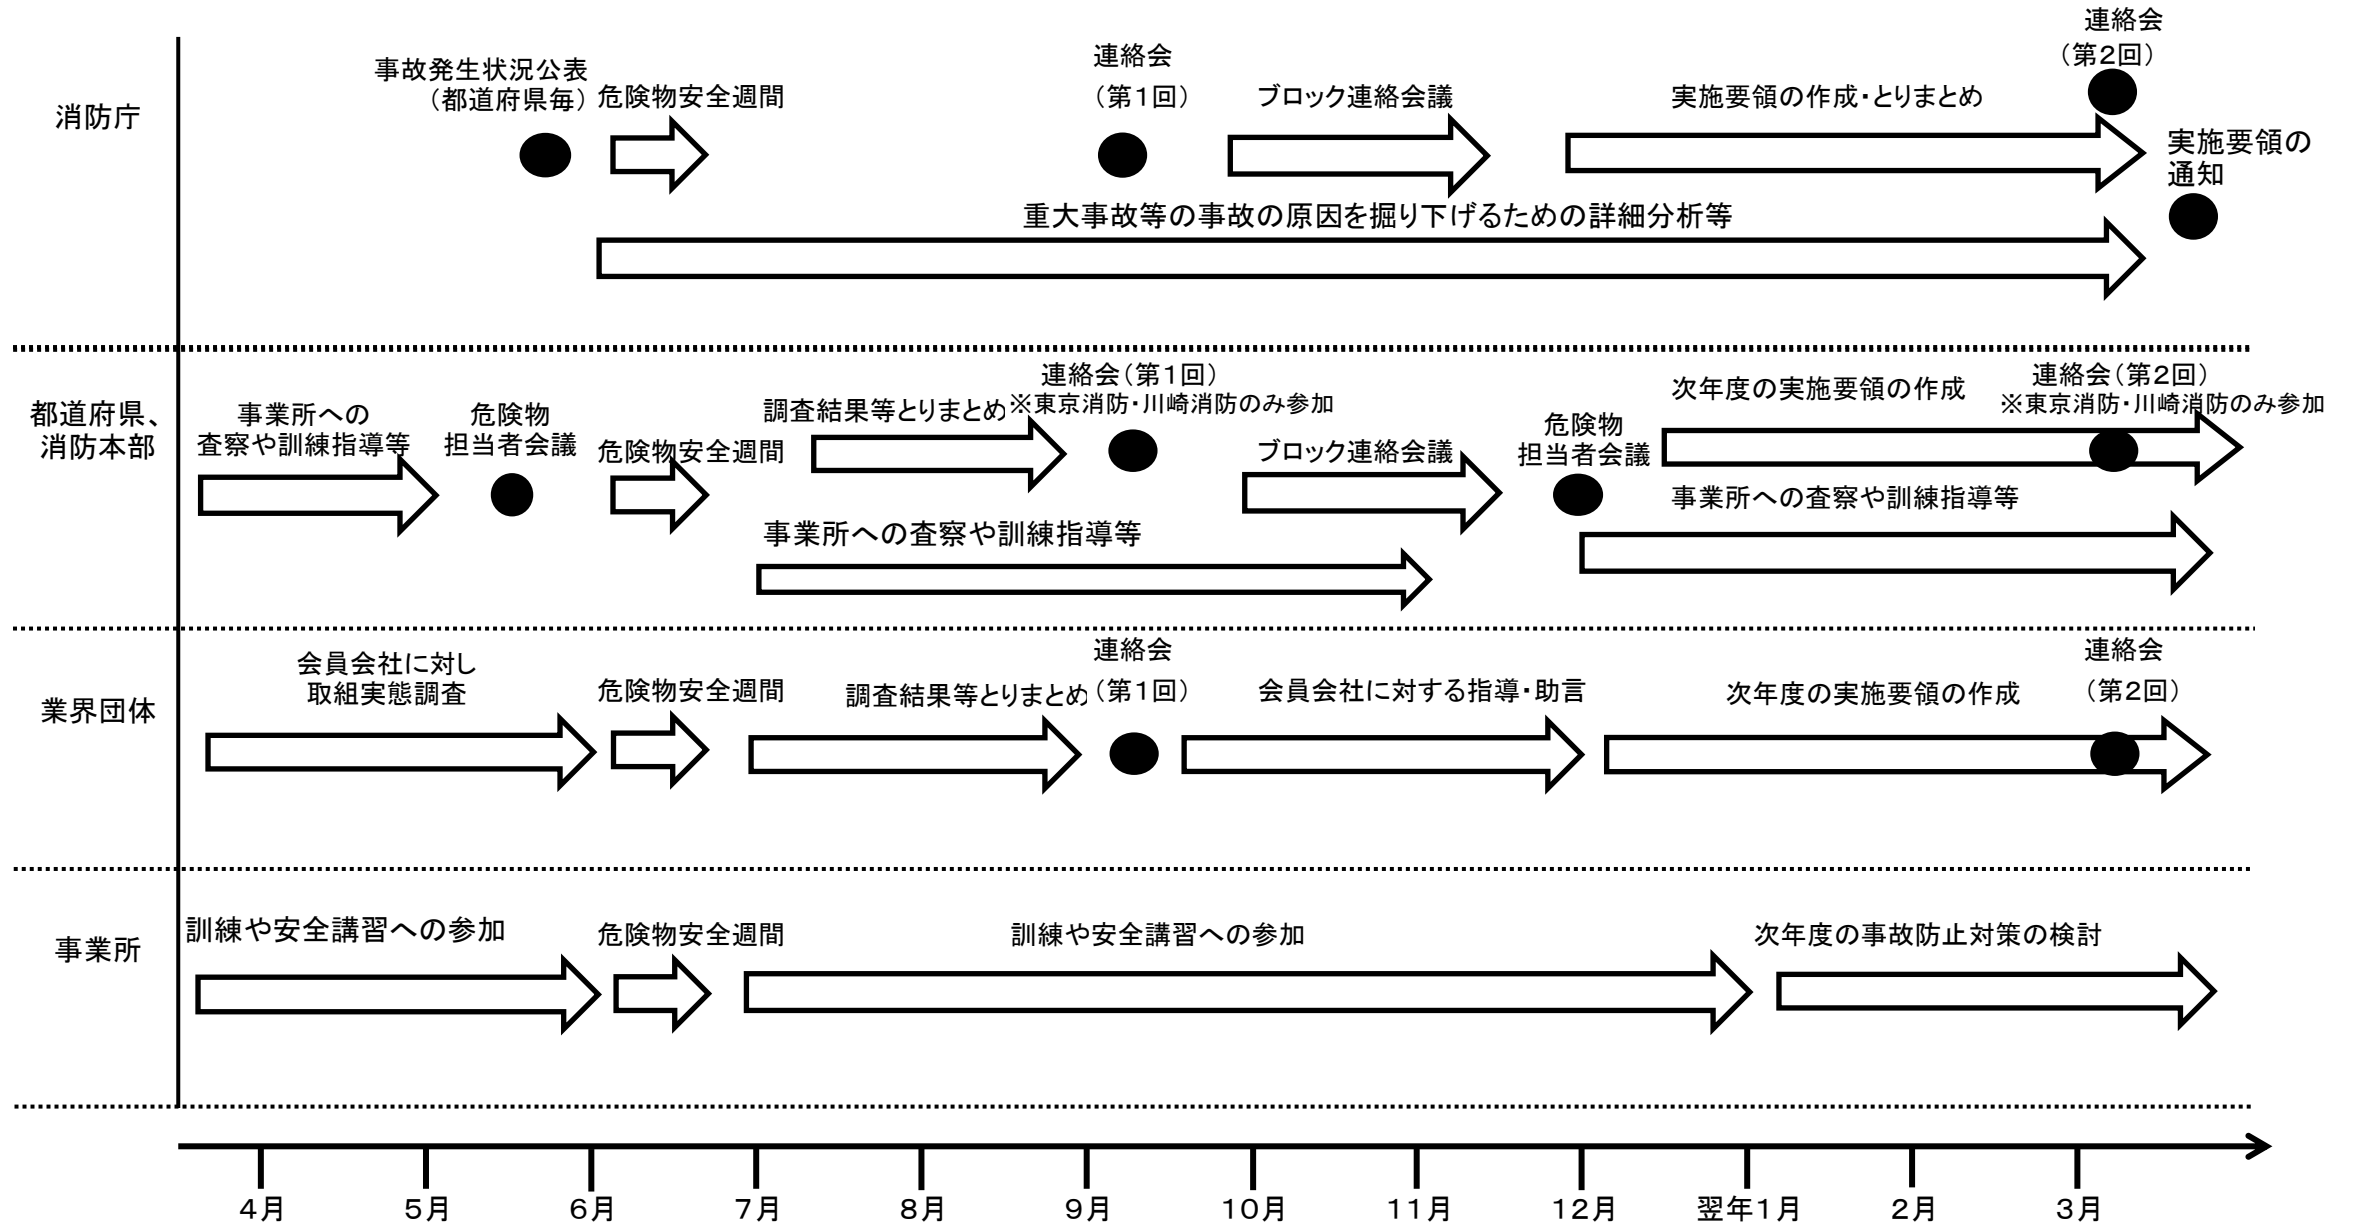 消防庁
事故発生状況公表
（都道府県毎）
危険物安全週間
連絡会
（第１回）
ブロック連絡会議
実施要領の作成・とりまとめ
連絡会
（第２回）
実施要領の
通知
重大事故等の事故の原因を掘り下げるための詳細分析等
都道府県、
消防本部
事業所への
査察や訓練指導等
危険物
担当者会議
危険物安全週間
調査結果等とりまとめ
連絡会（第１回）
※東京消防・川崎消防のみ参加
事業所への査察や訓練指導等
ブロック連絡会議
危険物
担当者会議
次年度の実施要領の作成
連絡会（第２回）
※東京消防・川崎消防のみ参加
事業所への査察や訓練指導等
業界団体
会員会社に対し
取組実態調査
危険物安全週間
調査結果等とりまとめ
連絡会
（第１回）
会員会社に対する指導・助言
次年度の実施要領の作成
連絡会
（第２回）
事業所
訓練や安全講習への参加
危険物安全週間
訓練や安全講習への参加
次年度の事故防止対策の検討
４月
５月
６月
７月
８月
９月
１０月
１１月
１２月
翌年１月
２月
３月